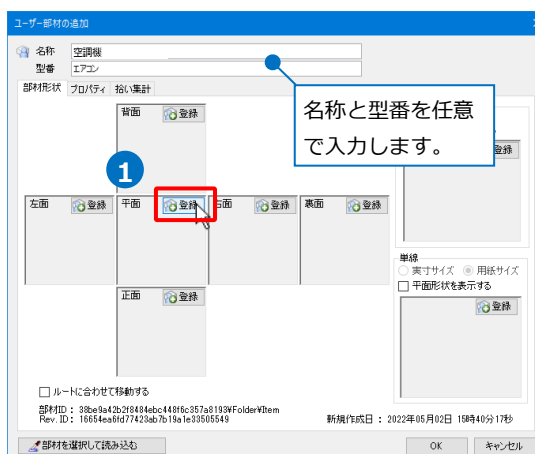 ユーザー部材の追加
名称 空調機
型番 エアコン
部材形状 プロパティ 拾い集計
名称と型番を任意
で入力します。
背面 登録
登録
1
左面 登録 平面 登録 右面 登録 裏面 登録
単線
実寸サイズ 用紙サイズ
平面形状を表示する
登録
正面 登録
ルートに合わせて移動する
部材ID : 38be9a42b2f8484ebc448f6c357a8193¥Folder¥Item
Rev. ID : 16654ea6fd77423ab7b19a1e33505549
新規作成日 : 2022年05月02日 15時40分17秒
部材を選択して読み込む OK キャンセル